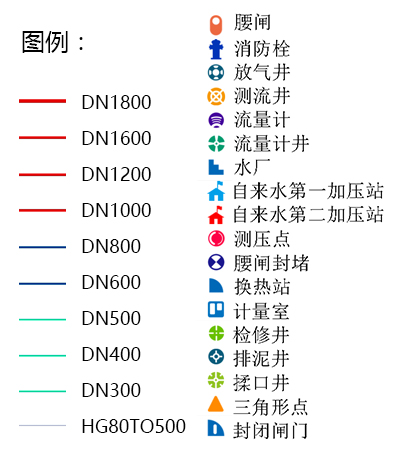 图例：
DN1800
DN1600
DN1200
DN1000
DN800
DN600
DN500
DN400
DN300
HG80TO500
腰闸
消防栓
放气井
测流井
流量计
流量计井
水厂
自来水第一加压站
自来水第二加压站
测压点
腰闸封堵
换热站
计量室
检修井
排泥井
揉口井
三角形点
封闭闸门